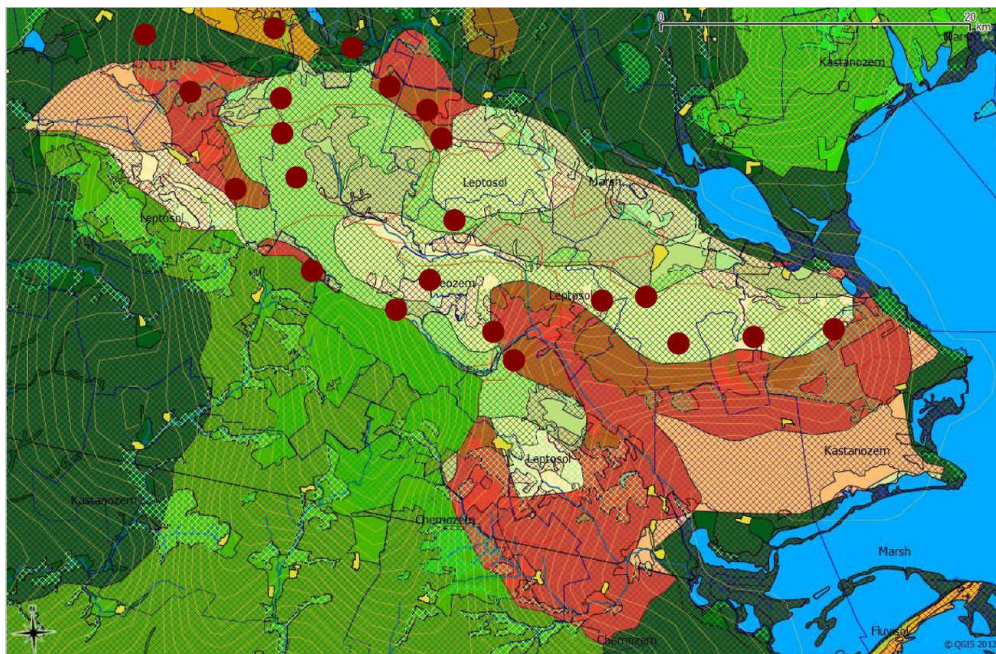 0 20
km
Marsh
Kastanozem
Leptosol
Marsh
Leptosol
Leptosol
Kastanozem
Leptosol
Kastanozem
Chernozem
Marsh
Fluvisol
Chernozem
N
© QGIS 2012